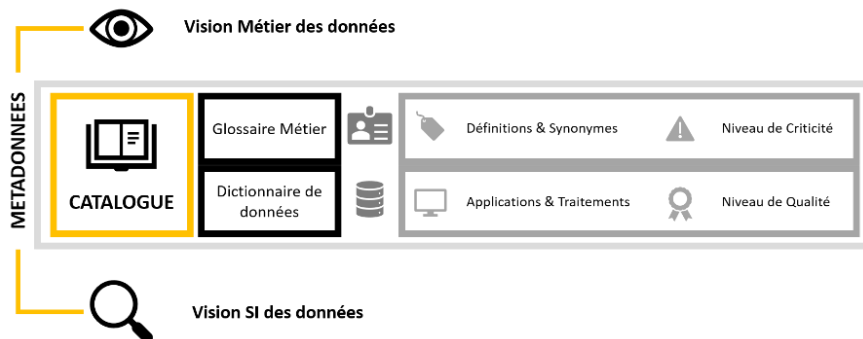 Vision Métier des données
METADONNEES
CATALOGUE
Glossaire Métier
Définitions & Synonymes
Niveau de Criticité
Dictionnaire de
données
Applications & Traitements
Niveau de Qualité
Vision SI des données